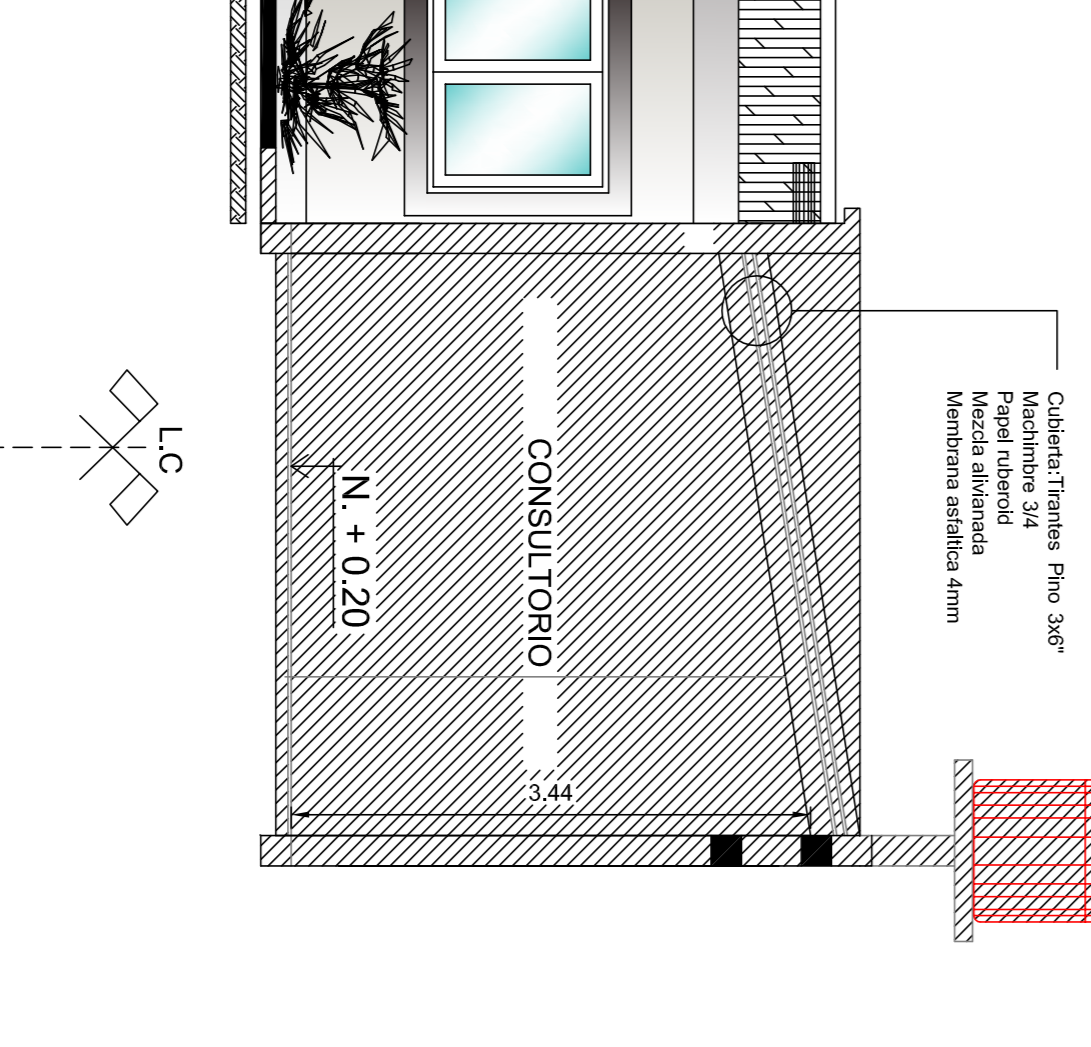 Cubierta:Tirantes Pino 3x6"
Machimbre 3/4
Papel ruberoid
Mezcla alivianada
Membrana asfaltica 4mm
CONSULTORIO
3.44
N. + 0.20
L.C